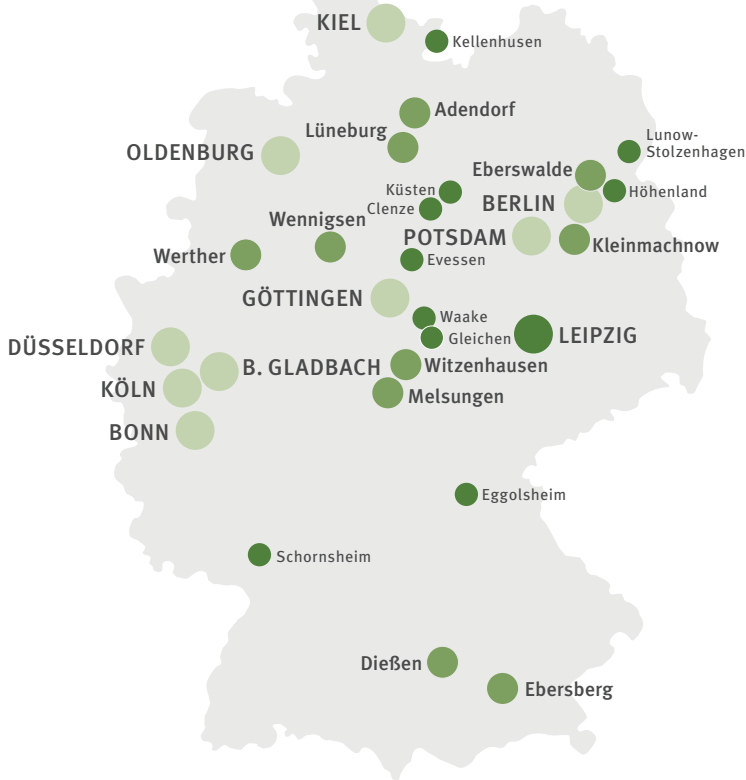 KIEL
Kellenhusen
Adendorf
Lüneburg
OLDENBURG
Lunow-
Stolzenhagen
Eberswalde
Küsten
Höhenland
BERLIN
Clenze
Wennigsen
POTSDAM
Kleinmachnow
Werther
Evessen
GÖTTINGEN
Waake
Gleichen
LEIPZIG
DÜSSELDORF
B. GLADBACH
Witzenhausen
KÖLN
Melsungen
BONN
Eggolsheim
Schornsheim
Dießen
Ebersberg